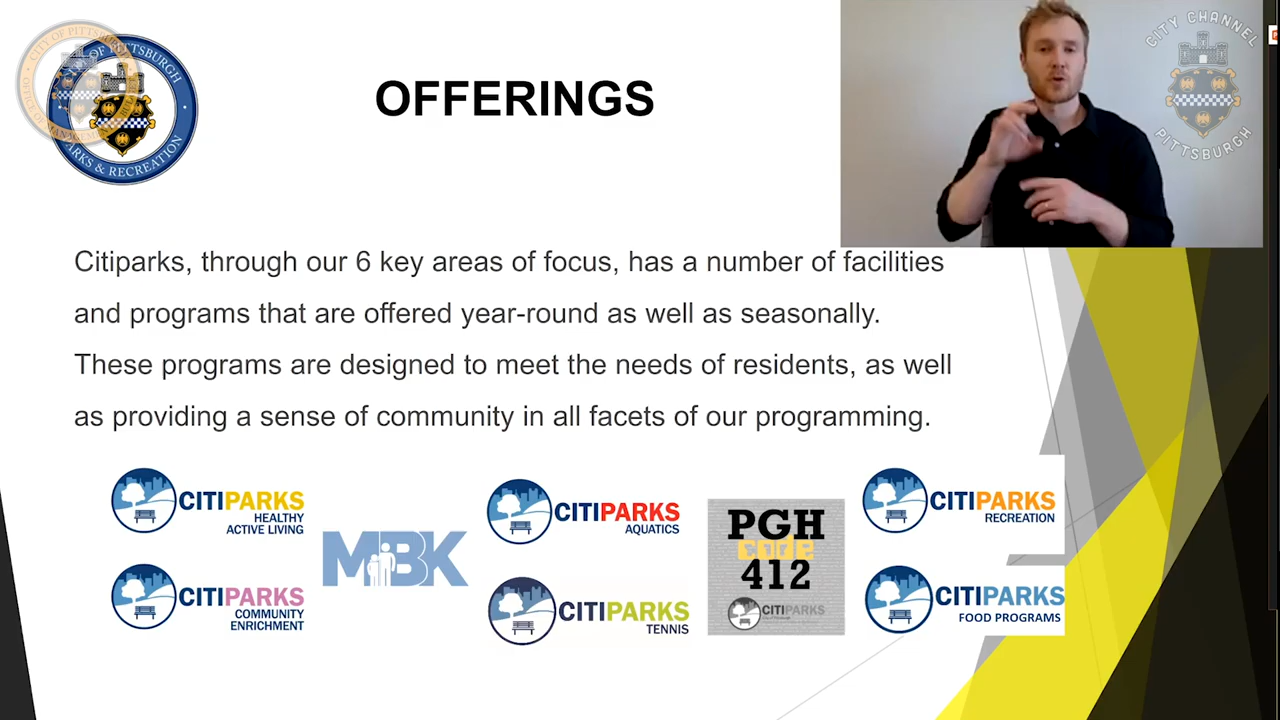 CITY OF PITTSBURGH
CITY OF PITTSBURGH
PARKS & RECREATION
OFFERINGS
CITY CHANNEL
PITTSBURGH
Citiparks, through our 6 key areas of focus, has a number of facilities
and programs that are offered year-round as well as seasonally.
These programs are designed to meet the needs of residents, as well
as providing a sense of community in all facets of our programming.
CITIPARKS
HEALTHY
ACTIVE LIVING
CITIPARKS
COMMUNITY
ENRICHMENT
MBK
CITIPARKS
AQUATICS
CITIPARKS
TENNIS
PGH
code
412
CITIPARKS
CITIPARKS
RECREATION
CITIPARKS
FOOD PROGRAMS